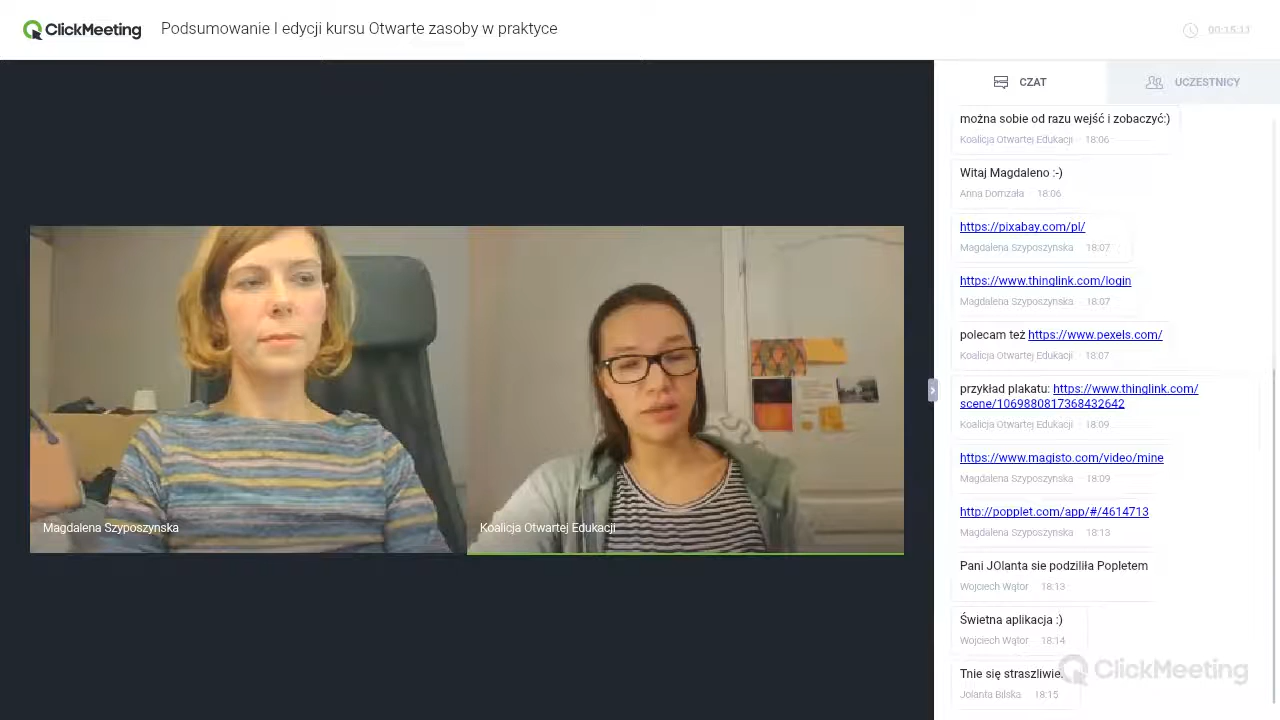 ClickMeeting
Podsumowanie I edycji kursu Otwarte zasoby w praktyce
00:15:11
CZAT
UCZESTNICY
można sobie od razu wejść i zobaczyć:)
Koalicja Otwartej Edukacji 18:06
Witaj Magdaleno :-)
Anna Domżała 18:06
https://pixabay.com/pl/
Magdalena Szyposzynska 18:07
https://www.thinglink.com/login
Magdalena Szyposzynska 18:07
polecam też https://www.pexels.com/
Koalicja Otwartej Edukacji 18:07
przykład plakatu: https://www.thinglink.com/
scene/1069880817368432642
Koalicja Otwartej Edukacji 18:09
https://www.magisto.com/video/mine
Magdalena Szyposzynska 18:09
http://popplet.com/app/#/4614713
Magdalena Szyposzynska 18:13
Pani JOlanta sie podziliła Popletem
Wojciech Wątor 18:13
Świetna aplikacja :)
Wojciech Wątor 18:14
Tnie się straszliwie.
Jolanta Bilska 18:15
ClickMeeting
Magdalena Szyposzynska
Koalicja Otwartej Edukacji